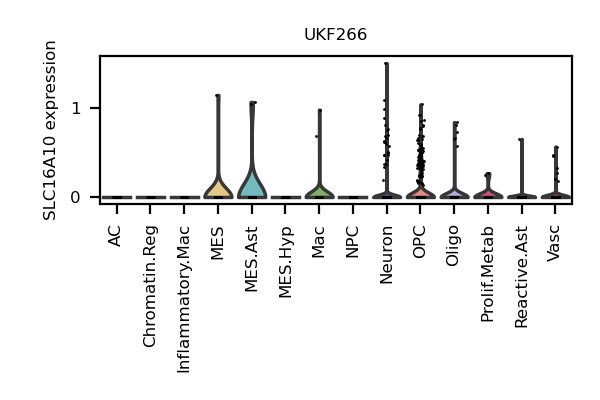 UKF266
SLC16A10 expression
1
0
AC
Chromatin.Reg
Inflammatory.Mac
MES
MES.Ast
MES.Hyp
Mac
NPC
Neuron
OPC
Oligo
Prolif.Metab
Reactive.Ast
Vasc